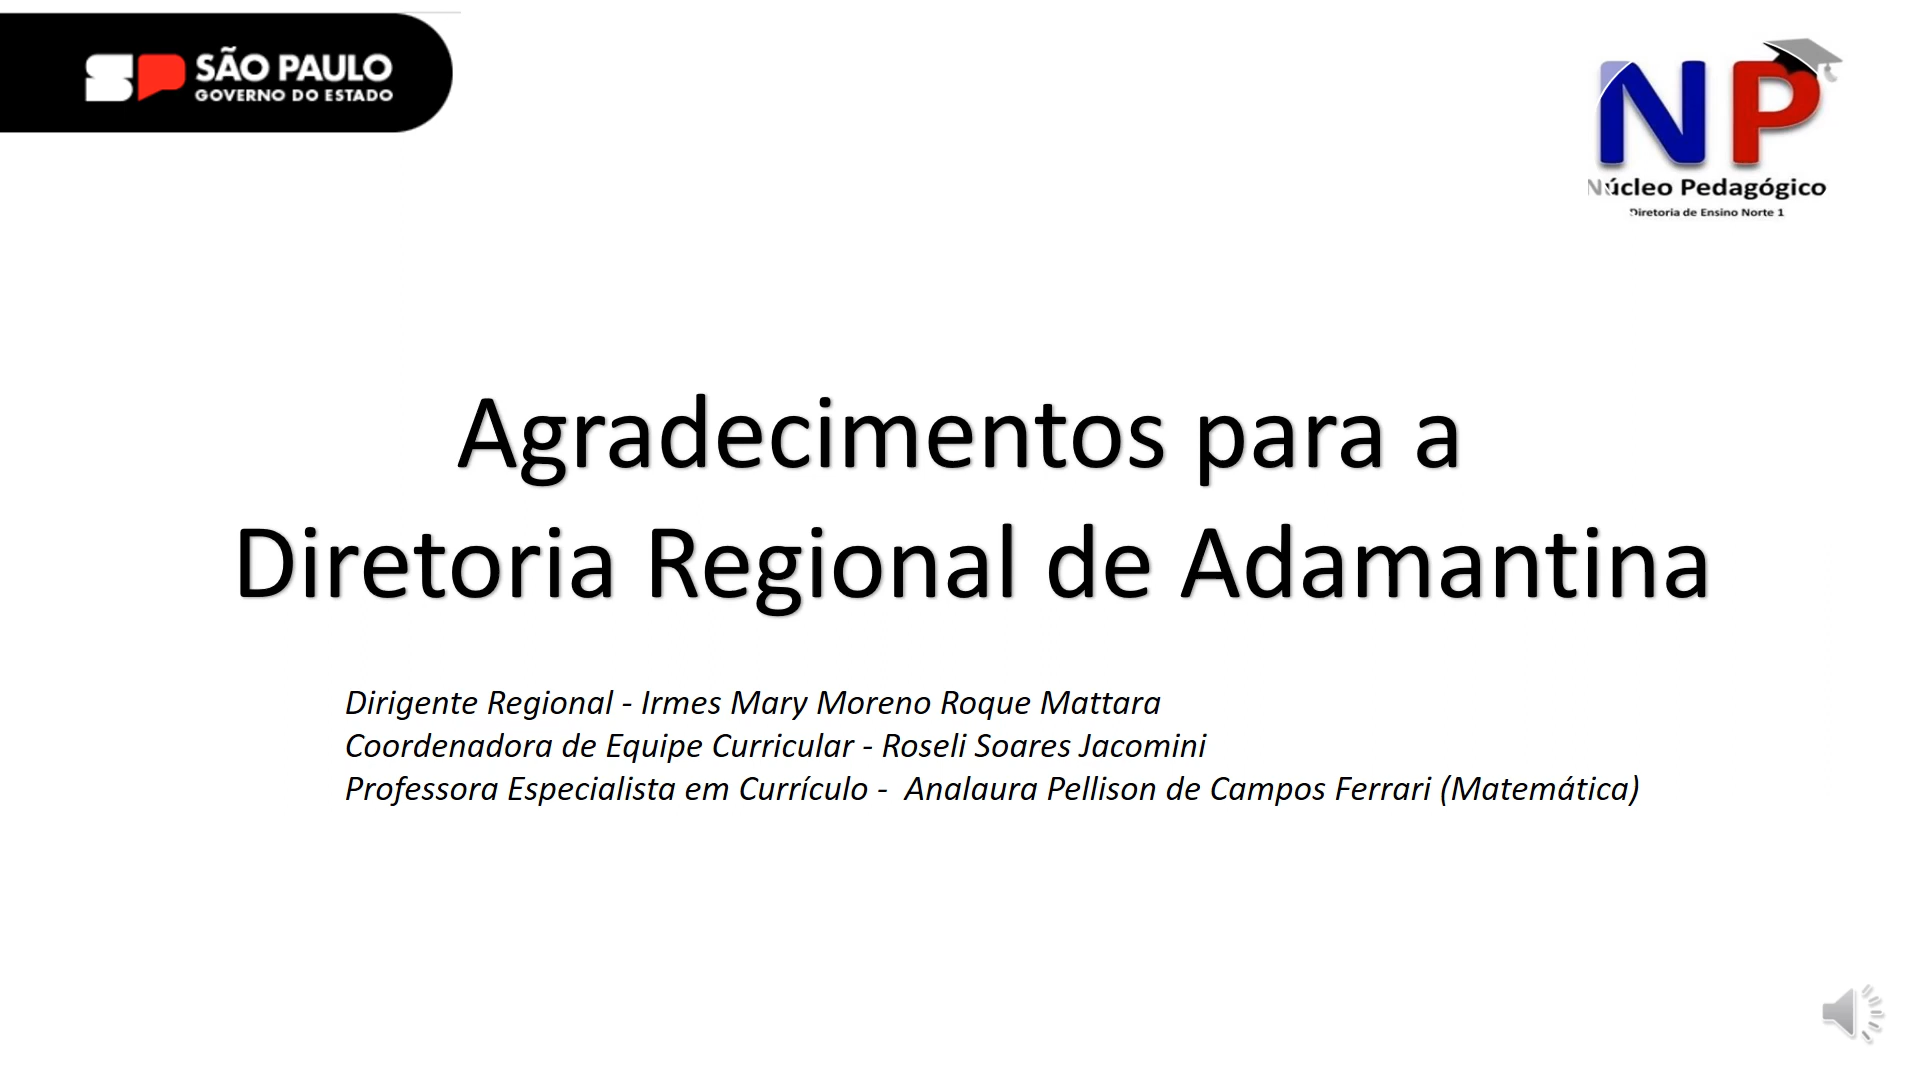 SÃO PAULO
GOVERNO DO ESTADO
NP
Núcleo Pedagógico
Diretoria de Ensino Norte 1
Agradecimentos para a
Diretoria Regional de Adamantina
Dirigente Regional - Irmes Mary Moreno Roque Mattara
Coordenadora de Equipe Curricular - Roseli Soares Jacomini
Professora Especialista em Currículo -  Analaura Pellison de Campos Ferrari (Matemática)